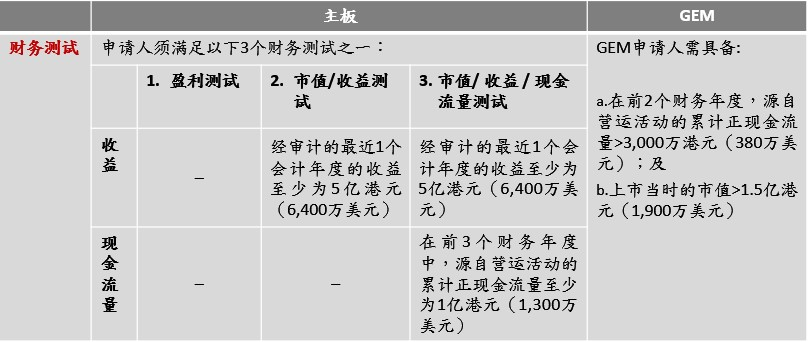 主板
GEM
财务测试
申请人须满足以下3个财务测试之一：
1. 盈利测试
2. 市值/收益测
试
3. 市值/ 收益 / 现金
流量测试
收
益
–
经审计的最近1个
会计年度的收益
至少为5亿港元
（6,400万美元）
经审计的最近1个会
计年度的收益至少为
5亿港元（6,400万美
元）
现
金
流
量
–
–
在前3个财务年度
中，源自营运活动的
累计正现金流量至少
为1亿港元（1,300万
美元）
GEM申请人需具备:
a.在前2个财务年度，源自
营运活动的累计正现金流
量>3,000万港元（380万美
元）；及
b.上市当时的市值>1.5亿港
元（1,900万美元）